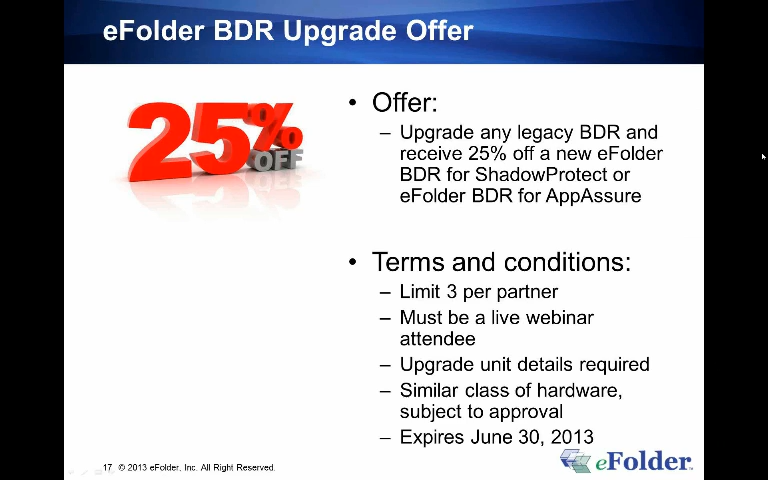 eFolder BDR Upgrade Offer
25% OFF
• Offer:
– Upgrade any legacy BDR and
receive 25% off a new eFolder
BDR for ShadowProtect or
eFolder BDR for AppAssure
• Terms and conditions:
– Limit 3 per partner
– Must be a live webinar
attendee
– Upgrade unit details required
– Similar class of hardware,
subject to approval
– Expires June 30, 2013
17 © 2013 eFolder, Inc. All Right Reserved.
eFolder